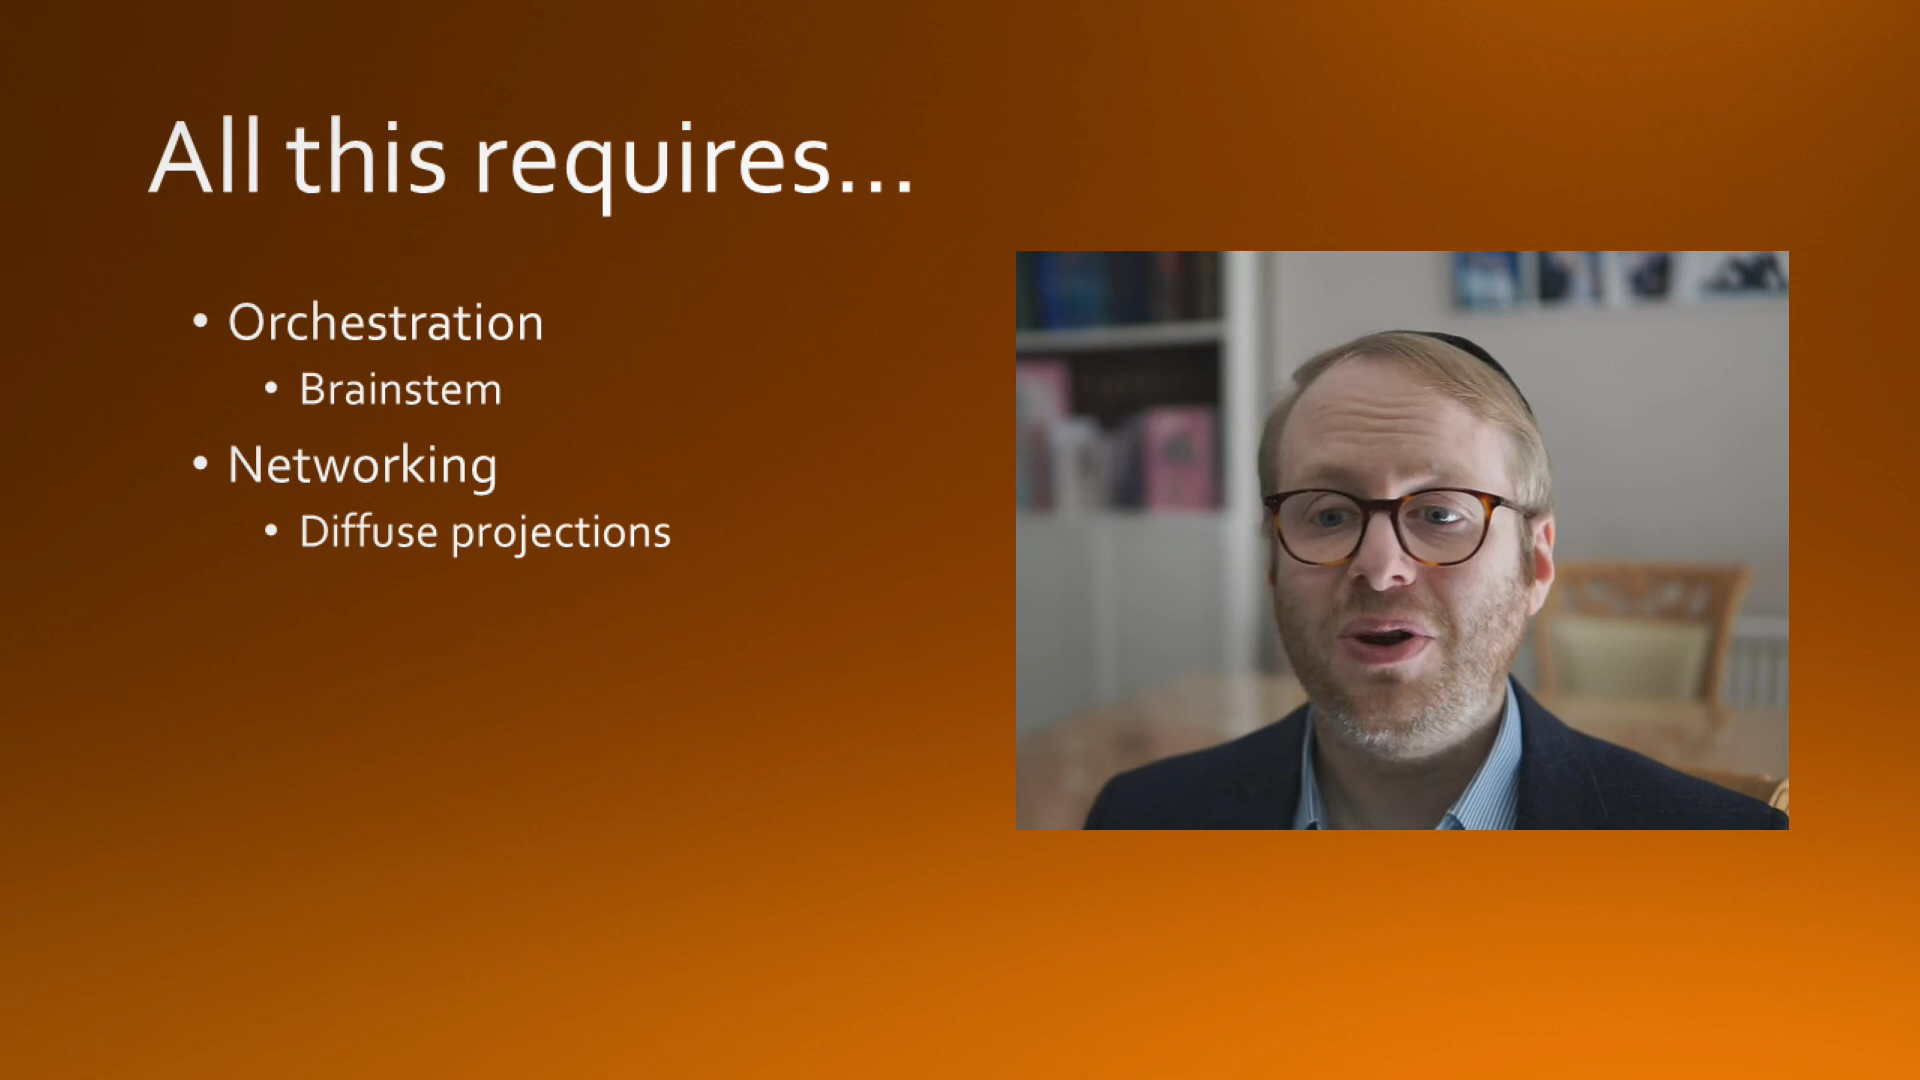 All this requires...
• Orchestration
• Brainstem
• Networking
• Diffuse projections